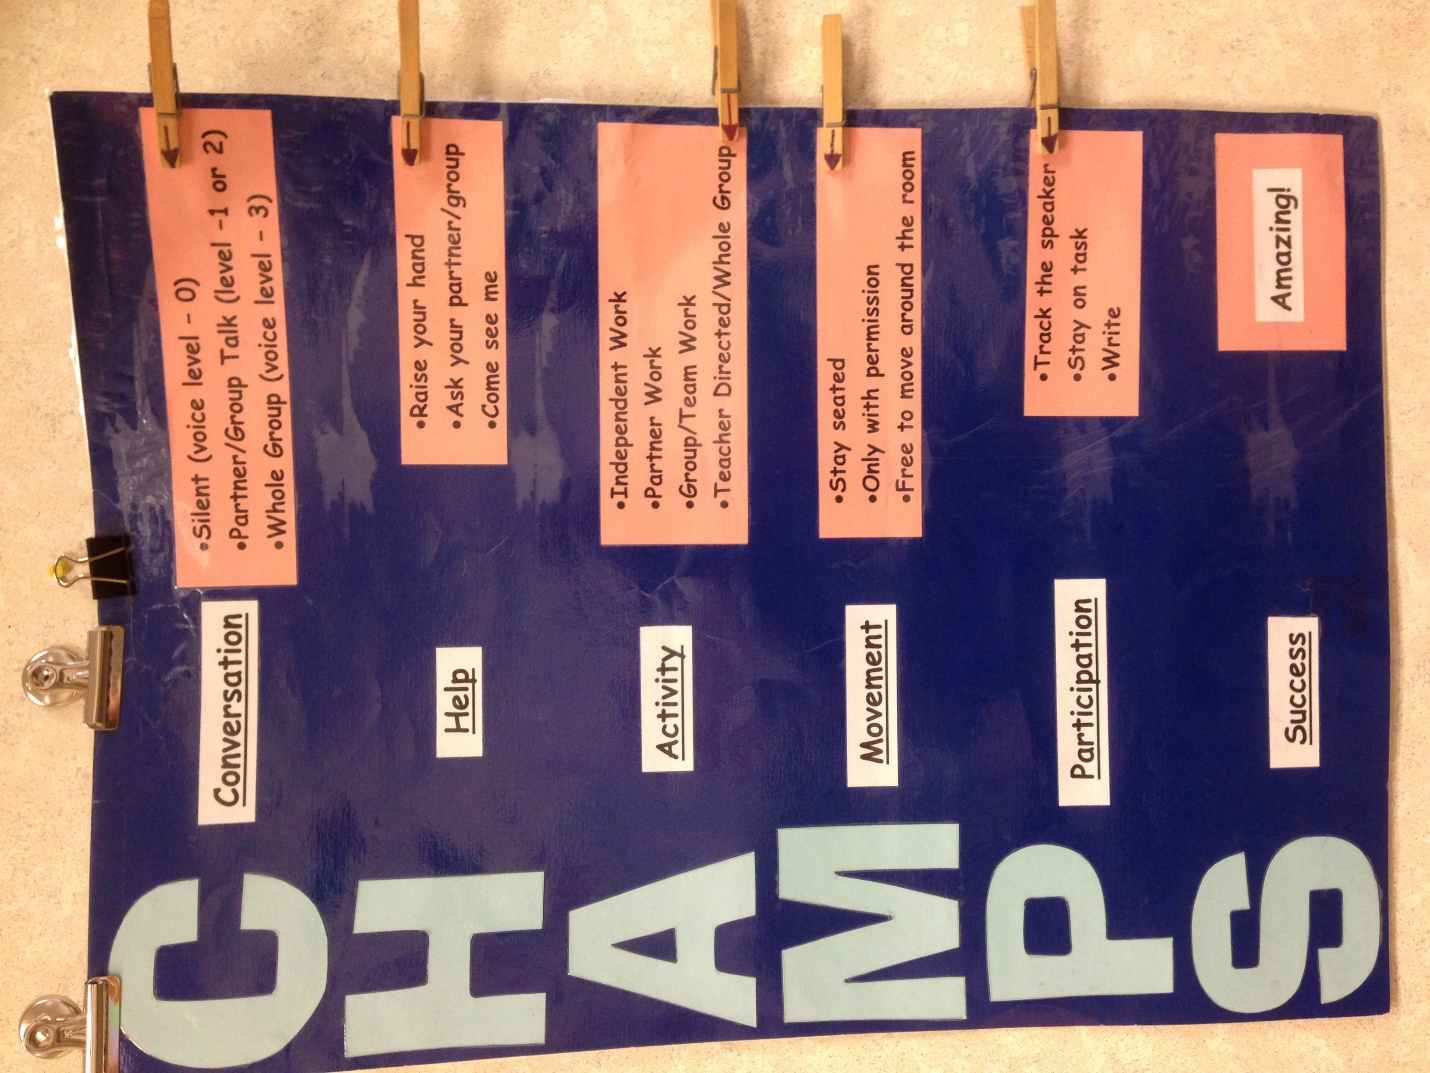 C
Conversation
•Silent (voice level - 0)
•Partner/Group Talk (level -1 or 2)
•Whole Group (voice level - 3)
H
Help
•Raise your hand
•Ask your partner/group
•Come see me
A
Activity
•Independent Work
•Partner Work
•Group/Team Work
•Teacher Directed/Whole Group
M
Movement
•Stay seated
•Only with permission
•Free to move around the room
P
Participation
•Track the speaker
•Stay on task
•Write
S
Success
Amazing!